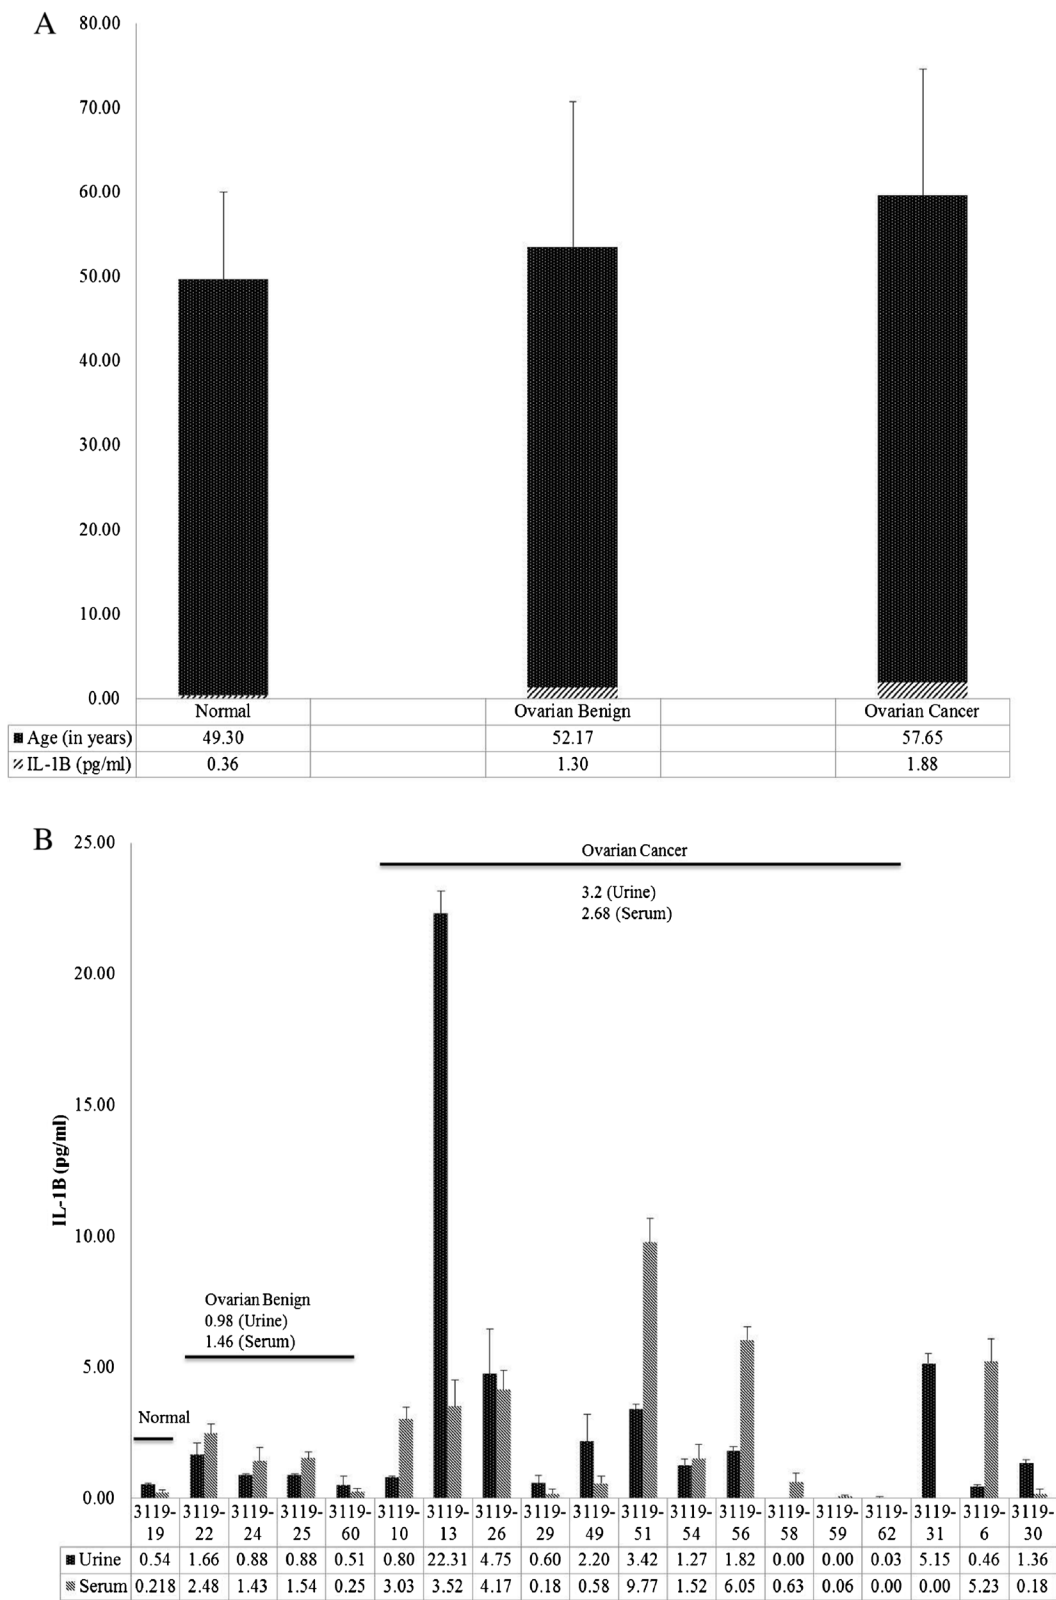 A
80.00
70.00
60.00
50.00
40.00
30.00
20.00
10.00
0.00
Normal Ovarian Benign Ovarian Cancer
Age (in years) 49.30 52.17 57.65
IL-1B (pg/ml) 0.36 1.30 1.88
B
25.00
20.00
15.00
10.00
5.00
0.00
IL-1B (pg/ml)
Ovarian Cancer
3.2 (Urine)
2.68 (Serum)
Ovarian Benign
0.98 (Urine)
1.46 (Serum)
Normal
3119- 3119- 3119- 3119- 3119- 3119- 3119- 3119- 3119- 3119- 3119- 3119- 3119- 3119- 3119- 3119- 3119- 3119- 3119-
19 22 24 25 60 10 13 26 29 49 51 54 56 58 59 62 31 6 30
Urine 0.54 1.66 0.88 0.88 0.51 0.80 22.31 4.75 0.60 2.20 3.42 1.27 1.82 0.00 0.00 0.03 5.15 0.46 1.36
Serum 0.218 2.48 1.43 1.54 0.25 3.03 3.52 4.17 0.18 0.58 9.77 1.52 6.05 0.63 0.06 0.00 0.00 5.23 0.18